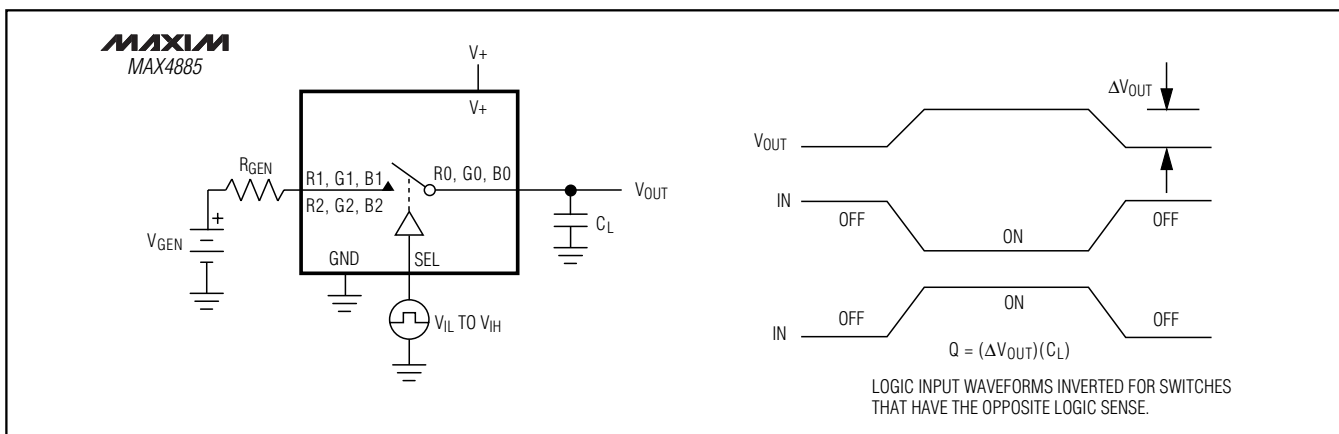 MAXIM
MAX4885
V+
V+
RGEN
R1, G1, B1
R2, G2, B2
R0, G0, B0
VOUT
CL
VGEN
+
GND
SEL
VIL TO VIH
ΔVOUT
VOUT
IN
OFF
ON
OFF
IN
OFF
ON
OFF
Q = (ΔVOUT)(CL)
LOGIC INPUT WAVEFORMS INVERTED FOR SWITCHES
THAT HAVE THE OPPOSITE LOGIC SENSE.